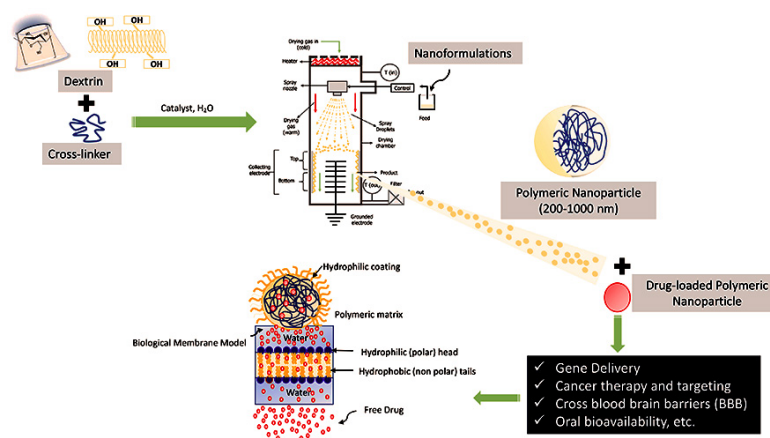 OH
OH
OH
OH
Dextrin
Cross-linker
Catalyst, H₂O
Drying gas in
(cold)
Heater
Spray
nozzle
Drying
gas
(warm)
T (in)
Control
Feed
Spray
Droplets
Drying
chamber
Collecting
electrode
Top
Bottom
Product
T (out)
Filter
Grounded
electrode
Nanoformulations
Polymeric Nanoparticle
(200-1000 nm)
Drug-loaded Polymeric
Nanoparticle
✓ Gene Delivery
✓ Cancer therapy and targeting
✓ Cross blood brain barriers (BBB)
✓ Oral bioavailability, etc.
Hydrophilic coating
Polymeric matrix
Biological Membrane Model
Water
Hydrophilic (polar) head
Hydrophobic (non polar) tails
Water
Free Drug